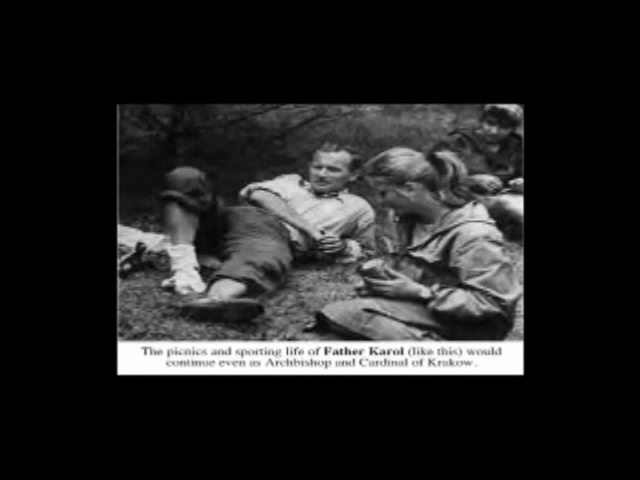 The picnics and sporting life of Father Karol (like this) would
continue even as Archbishop and Cardinal of Krakow.